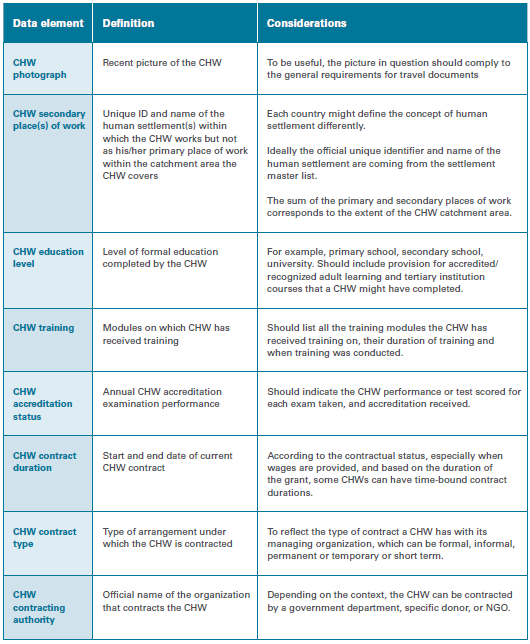 Data element
Definition
Considerations
CHW
photograph
Recent picture of the CHW
To be useful, the picture in question should comply to
the general requirements for travel documents
CHW secondary
place(s) of work
Unique ID and name of the
human settlement(s) within
which the CHW works but not
as his/her primary place of work
within the catchment area the
CHW covers
Each country might define the concept of human
settlement differently.
Ideally the official unique identifier and name of the
human settlement are coming from the settlement
master list.
The sum of the primary and secondary places of work
corresponds to the extent of the CHW catchment area.
CHW education
level
Level of formal education
completed by the CHW
For example, primary school, secondary school,
university. Should include provision for accredited/
recognized adult learning and tertiary institution
courses that a CHW might have completed.
CHW training
Modules on which CHW has
received training
Should list all the training modules the CHW has
received training on, their duration of training and
when training was conducted.
CHW
accreditation
status
Annual CHW accreditation
examination performance
Should indicate the CHW performance or test scored for
each exam taken, and accreditation received.
CHW contract
duration
Start and end date of current
CHW contract
According to the contractual status, especially when
wages are provided, and based on the duration of
the grant, some CHWs can have time-bound contract
durations.
CHW contract
type
Type of arrangement under
which the CHW is contracted
To reflect the type of contract a CHW has with its
managing organization, which can be formal, informal,
permanent or temporary or short term.
CHW
contracting
authority
Official name of the organization
that contracts the CHW
Depending on the context, the CHW can be contracted
by a government department, specific donor, or NGO.